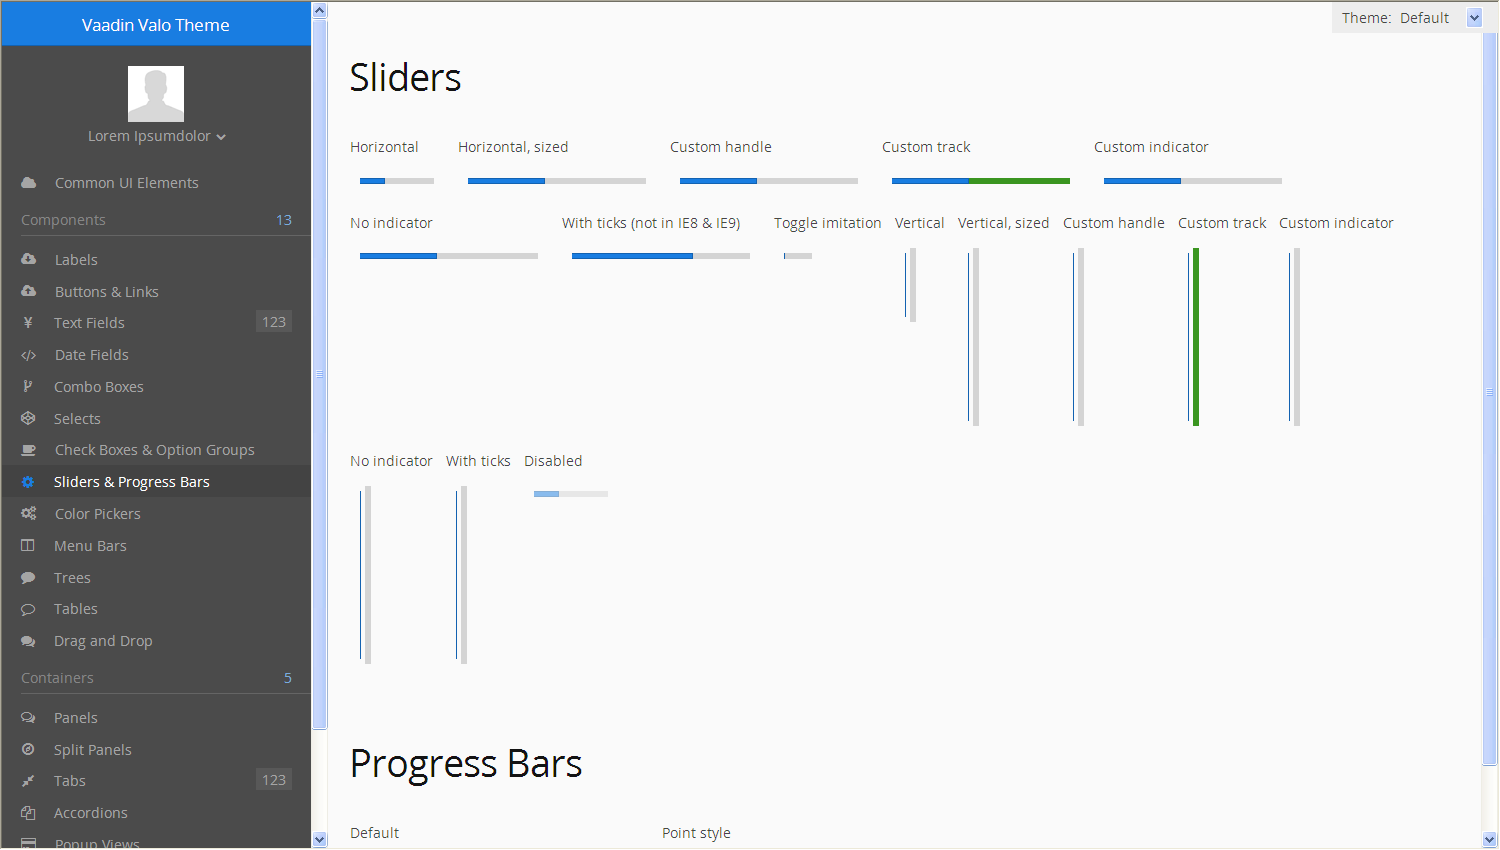 Vaadin Valo Theme
Lorem Ipsumdolor
Common UI Elements
Components 13
Labels
Buttons & Links
Text Fields 123
Date Fields
Combo Boxes
Selects
Check Boxes & Option Groups
Sliders & Progress Bars
Color Pickers
Menu Bars
Trees
Tables
Drag and Drop
Containers 5
Panels
Split Panels
Tabs 123
Accordions
Popup Views
Theme: Default
Sliders
Horizontal Horizontal, sized Custom handle Custom track Custom indicator
No indicator With ticks (not in IE8 & IE9) Toggle imitation Vertical Vertical, sized Custom handle Custom track Custom indicator
No indicator With ticks Disabled
Progress Bars
Default Point style